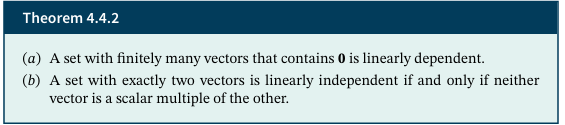 Theorem 4.4.2
(a) A set with finitely many vectors that contains 0 is linearly dependent.
(b) A set with exactly two vectors is linearly independent if and only if neither
vector is a scalar multiple of the other.